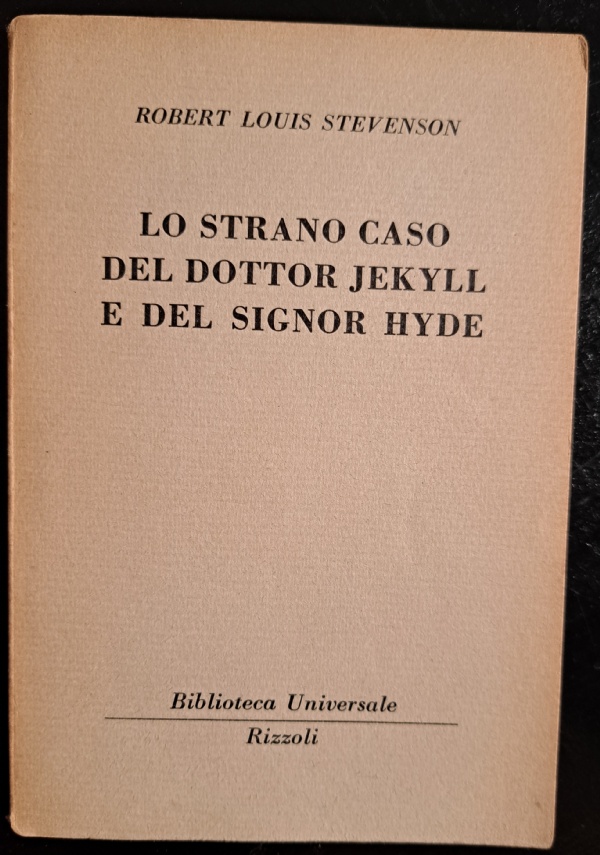 ROBERT LOUIS STEVENSON
LO STRANO CASO
DEL DOTTOR JEKYLL
E DEL SIGNOR HYDE
Biblioteca Universale
Rizzoli